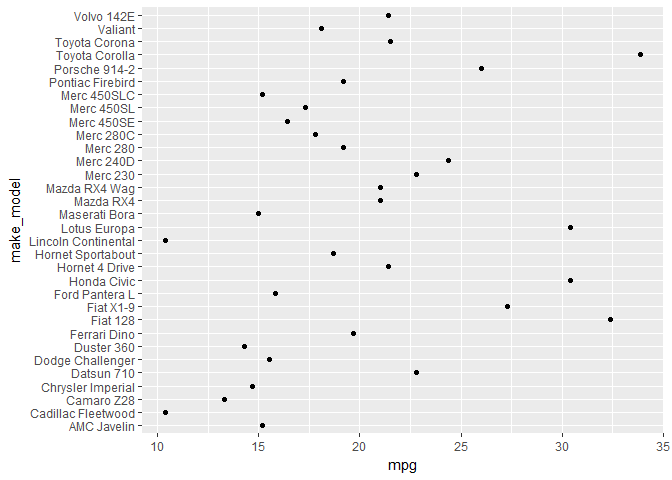 Volvo 142E
Valiant
Toyota Corona
Toyota Corolla
Porsche 914-2
Pontiac Firebird
Merc 450SLC
Merc 450SL
Merc 450SE
Merc 280C
Merc 280
Merc 240D
Merc 230
Mazda RX4 Wag
Mazda RX4
Maserati Bora
Lotus Europa
Lincoln Continental
Hornet Sportabout
Hornet 4 Drive
Honda Civic
Ford Pantera L
Fiat X1-9
Fiat 128
Ferrari Dino
Duster 360
Dodge Challenger
Datsun 710
Chrysler Imperial
Camaro Z28
Cadillac Fleetwood
AMC Javelin
make_model
10 15 20 25 30 35
mpg